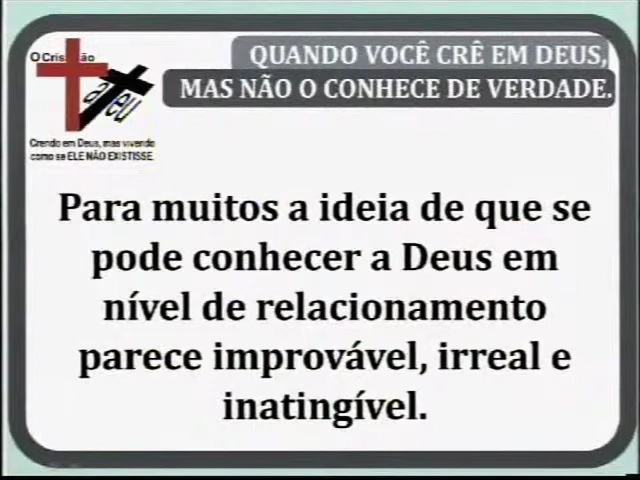 O Cristão
ateu
Crendo em Deus, mas vivendo
como se ELE NÃO EXISTISSE.
QUANDO VOCÊ CRÊ EM DEUS,
MAS NÃO O CONHECE DE VERDADE.
Para muitos a ideia de que se
pode conhecer a Deus em
nível de relacionamento
parece improvável, irreal e
inatingível.